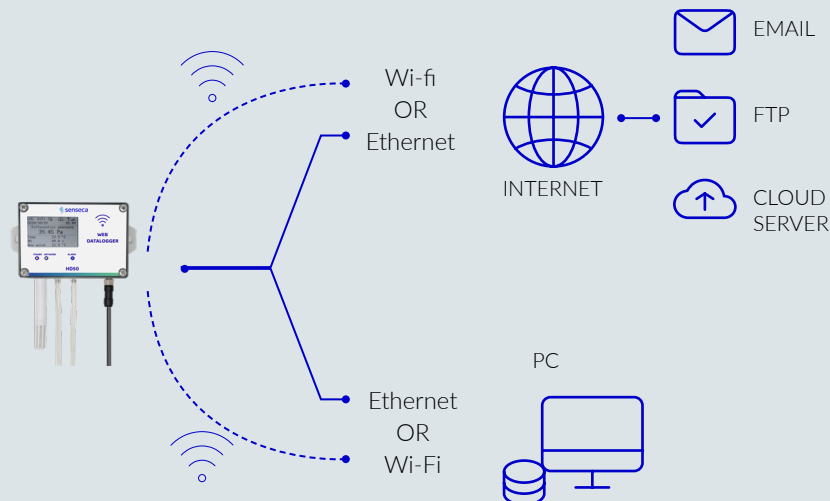 Wi-fi
OR
Ethernet
INTERNET
EMAIL
FTP
CLOUD
SERVER
senseca
WEB
DATALOGGER
HD50
PC
Ethernet
OR
Wi-Fi